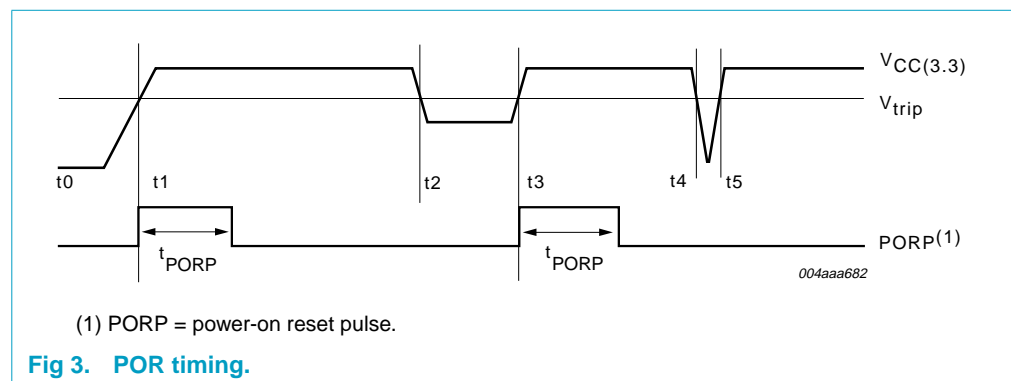 VCC(3.3)
Vtrip
t0
t1
t2
t3
t4
t5
tPORP
tPORP
PORP(1)
004aaa682
(1) PORP = power-on reset pulse.
Fig 3. POR timing.